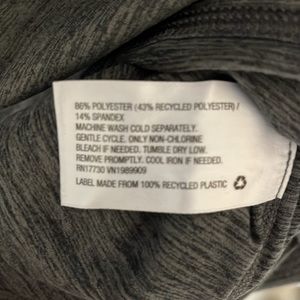 86% POLYESTER (43% RECYCLED POLYESTER) /
14% SPANDEX
MACHINE WASH COLD SEPARATELY.
GENTLE CYCLE. ONLY NON-CHLORINE
BLEACH IF NEEDED. TUMBLE DRY LOW.
REMOVE PROMPTLY. COOL IRON IF NEEDED.
RN17730 VN1989909
LABEL MADE FROM 100% RECYCLED PLASTIC